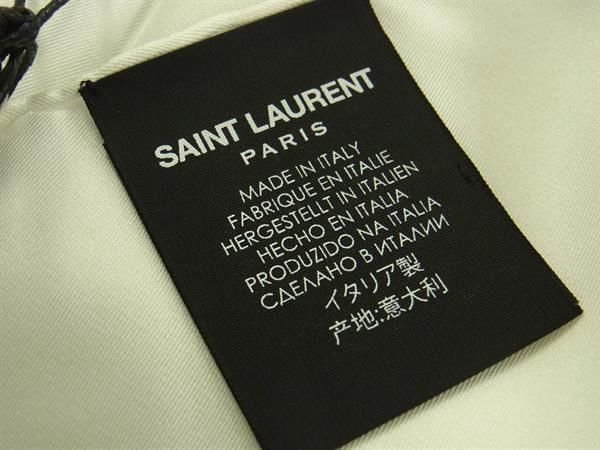 SAINT LAURENT
PARIS
MADE IN ITALY
FABRIQUE EN ITALIE
HERGESTELLT IN ITALIEN
HECHO EN ITALIA
PRODUZIDO NA ITALIA
СДЕЛАНО В ИТАЛИИ
イタリア製
产地:意大利